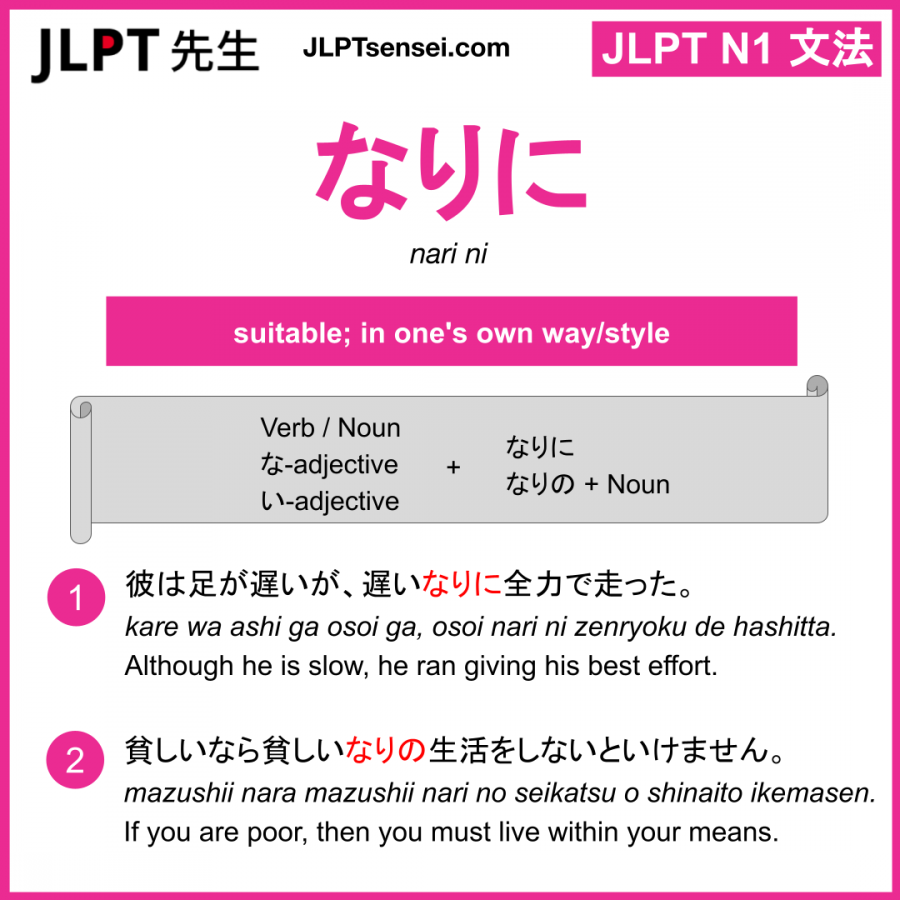 JLPT 先生
JLPTsensei.com
JLPT N1 文法
なりに
nari ni
suitable; in one's own way/style
Verb / Noun
な-adjective
い-adjective
+
なりに
なりの + Noun
1
彼は足が遅いが、遅いなりに全力で走った。
kare wa ashi ga osoi ga, osoi nari ni zenryoku de hashitta.
Although he is slow, he ran giving his best effort.
2
貧しいなら貧しいなりの生活をしないといけません。
mazushii nara mazushii nari no seikatsu o shinaito ikemasen.
If you are poor, then you must live within your means.